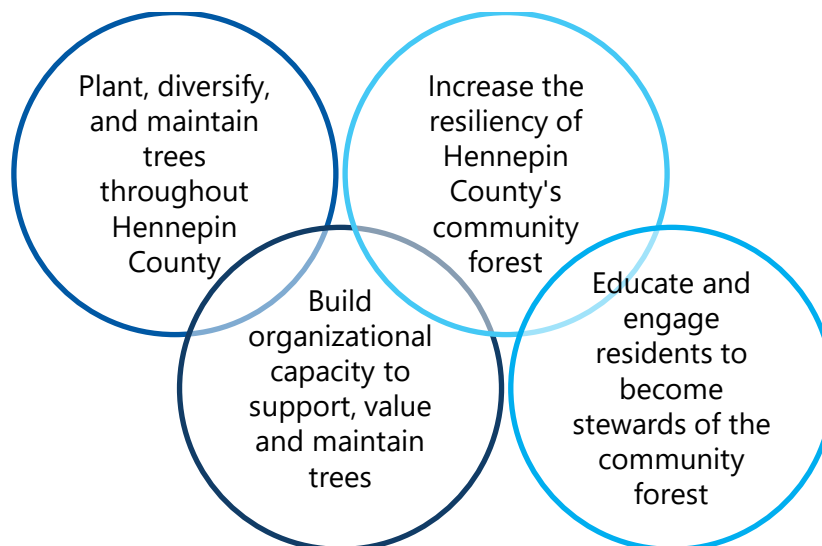 Plant, diversify,
and maintain
trees
throughout
Hennepin
County
Increase the
resiliency of
Hennepin
County's
community
forest
Build
organizational
capacity to
support, value
and maintain
trees
Educate and
engage
residents to
become
stewards of the
community
forest